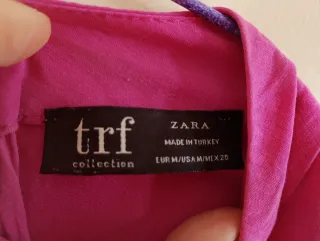 trf
collection
ZARA
MADE IN TURKEY
EUR M/USA M/MEX 28